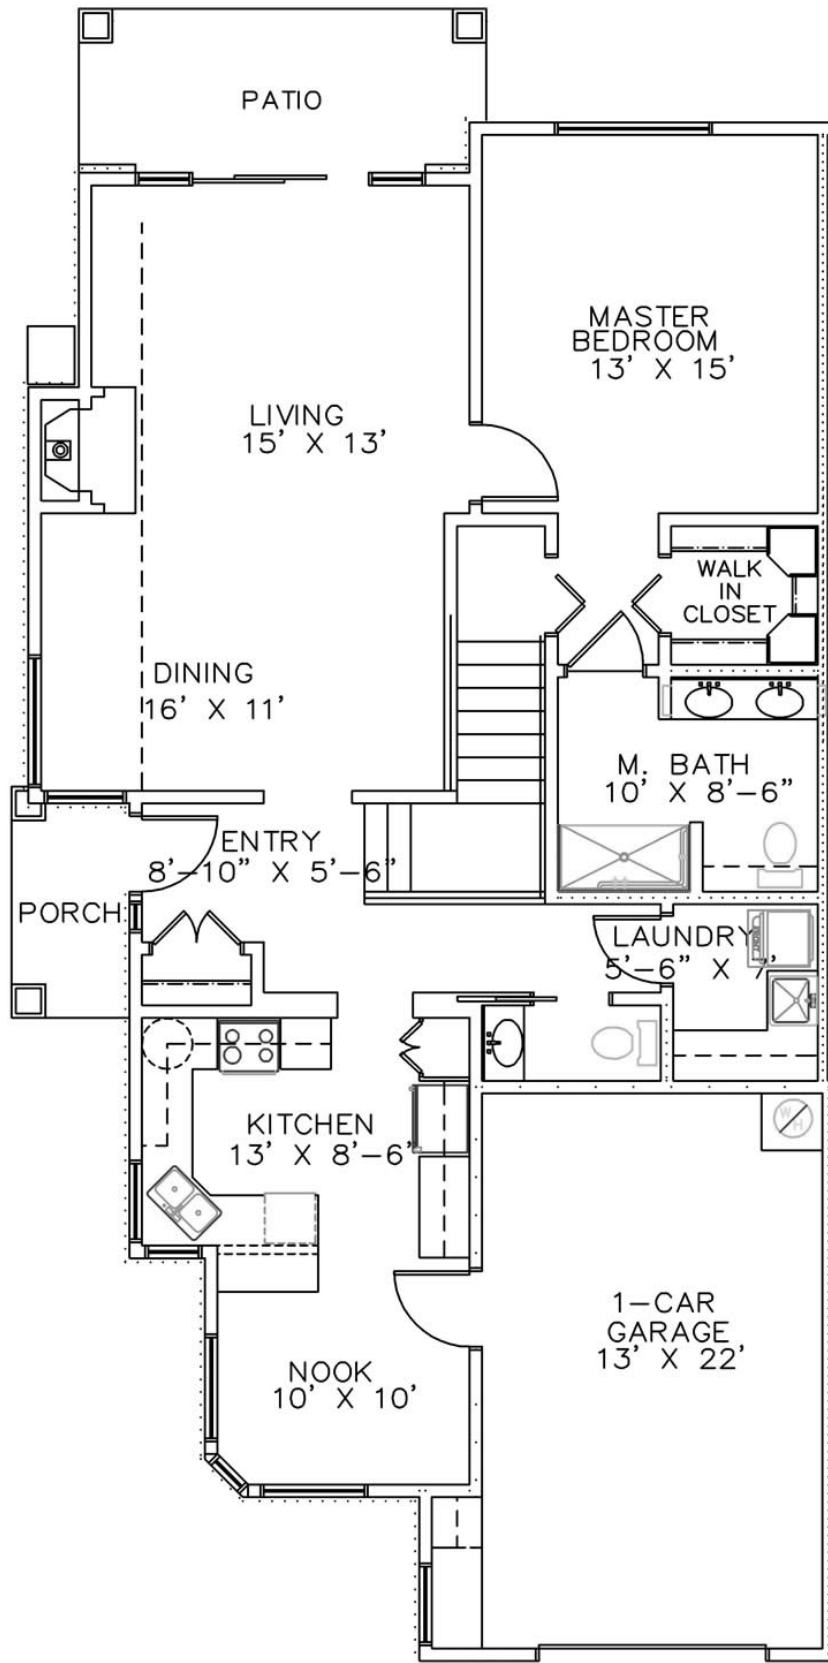 PATIO
MASTER
BEDROOM
13' X 15'
LIVING
15' X 13'
WALK
IN
CLOSET
DINING
16' X 11'
M. BATH
10' X 8'-6"
ENTRY
8'-10" X 5'-6"
PORCH
LAUNDRY
5'-6" X 7'
KITCHEN
13' X 8'-6"
W/H
1-CAR
GARAGE
13' X 22'
NOOK
10' X 10'